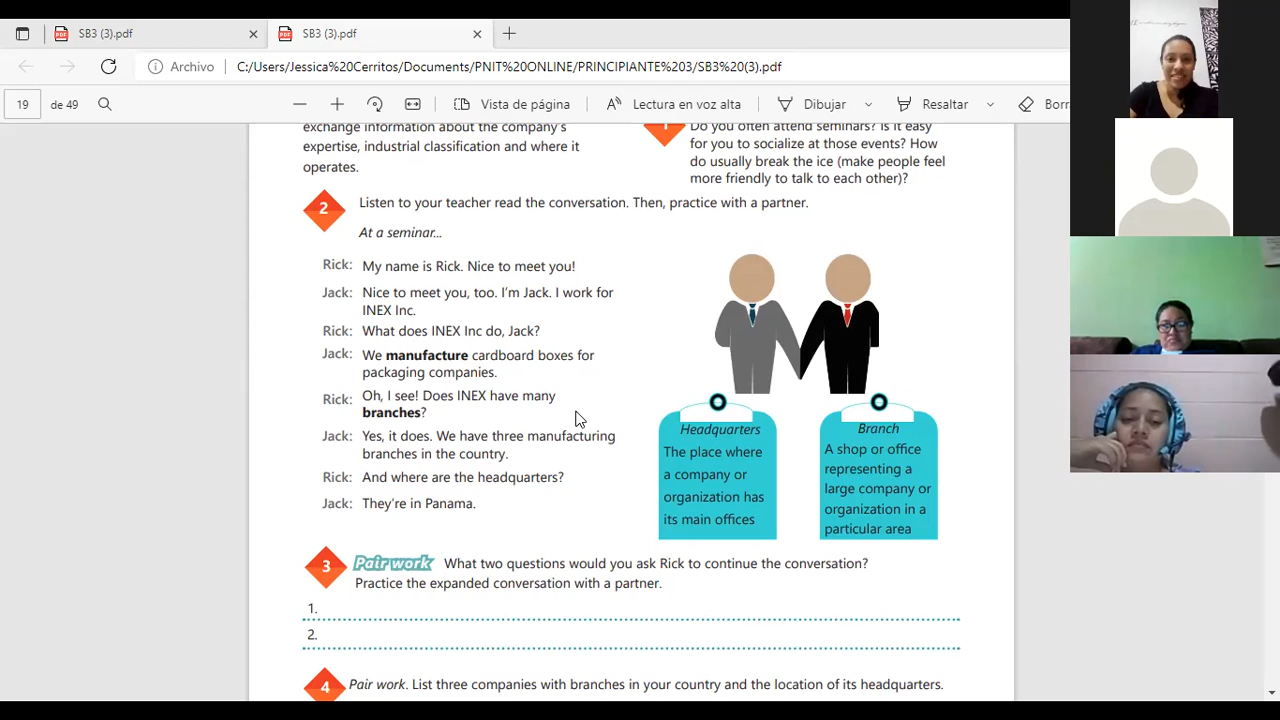 SB3 (3).pdf
SB3 (3).pdf
Archivo
C:/Users/Jessica%20Cerritos/Documents/PNIT%20ONLINE/PRINCIPIANTE%203/SB3%20(3).pdf
19 de 49
Vista de página
Lectura en voz alta
Dibujar
Resaltar
Borr
exchange information about the company's
expertise, industrial classification and where it
operates.
1
Do you often attend seminars? Is it easy
for you to socialize at those events? How
do usually break the ice (make people feel
more friendly to talk to each other)?
2 Listen to your teacher read the conversation. Then, practice with a partner.
At a seminar...
Rick: My name is Rick. Nice to meet you!
Jack: Nice to meet you, too. I'm Jack. I work for
INEX Inc.
Rick: What does INEX Inc do, Jack?
Jack: We manufacture cardboard boxes for
packaging companies.
Rick: Oh, I see! Does INEX have many
branches?
Jack: Yes, it does. We have three manufacturing
branches in the country.
Rick: And where are the headquarters?
Jack: They're in Panama.
Headquarters
The place where
a company or
organization has
its main offices
Branch
A shop or office
representing a
large company or
organization in a
particular area
3 Pair work What two questions would you ask Rick to continue the conversation?
Practice the expanded conversation with a partner.
1.
2.
4 Pair work. List three companies with branches in your country and the location of its headquarters.